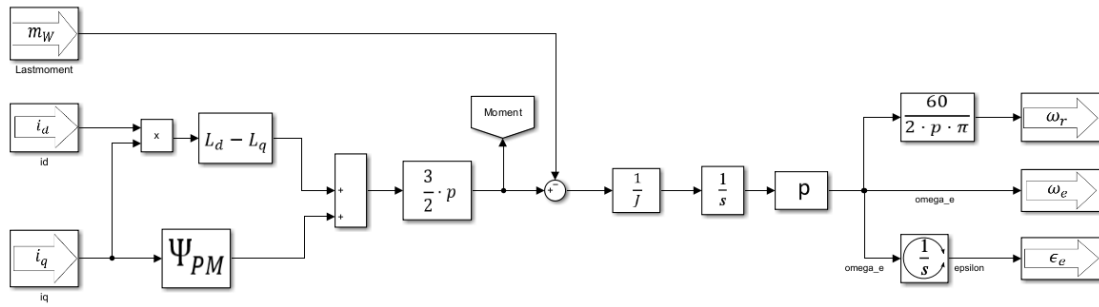 m_W
Lastmoment
i_d
id
x
L_d − L_q
Moment
+
+
3/2 · p
+
−
1/J
1/s
p
60/(2 · p · π)
ω_r
omega_e
ω_e
i_q
iq
Ψ_PM
omega_e
1/s
epsilon
ϵ_e